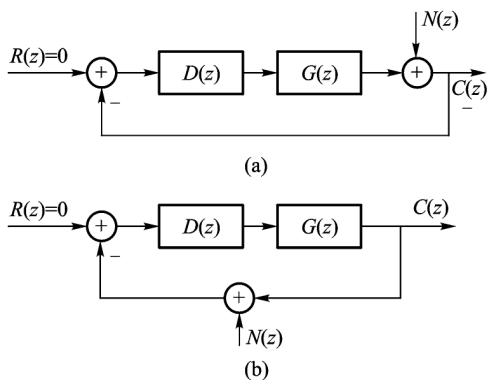 N(z)
R(z)=0
+
D(z)
G(z)
+
−
C(z)
−
(a)
R(z)=0
+
D(z)
G(z)
C(z)
−
+
N(z)
(b)